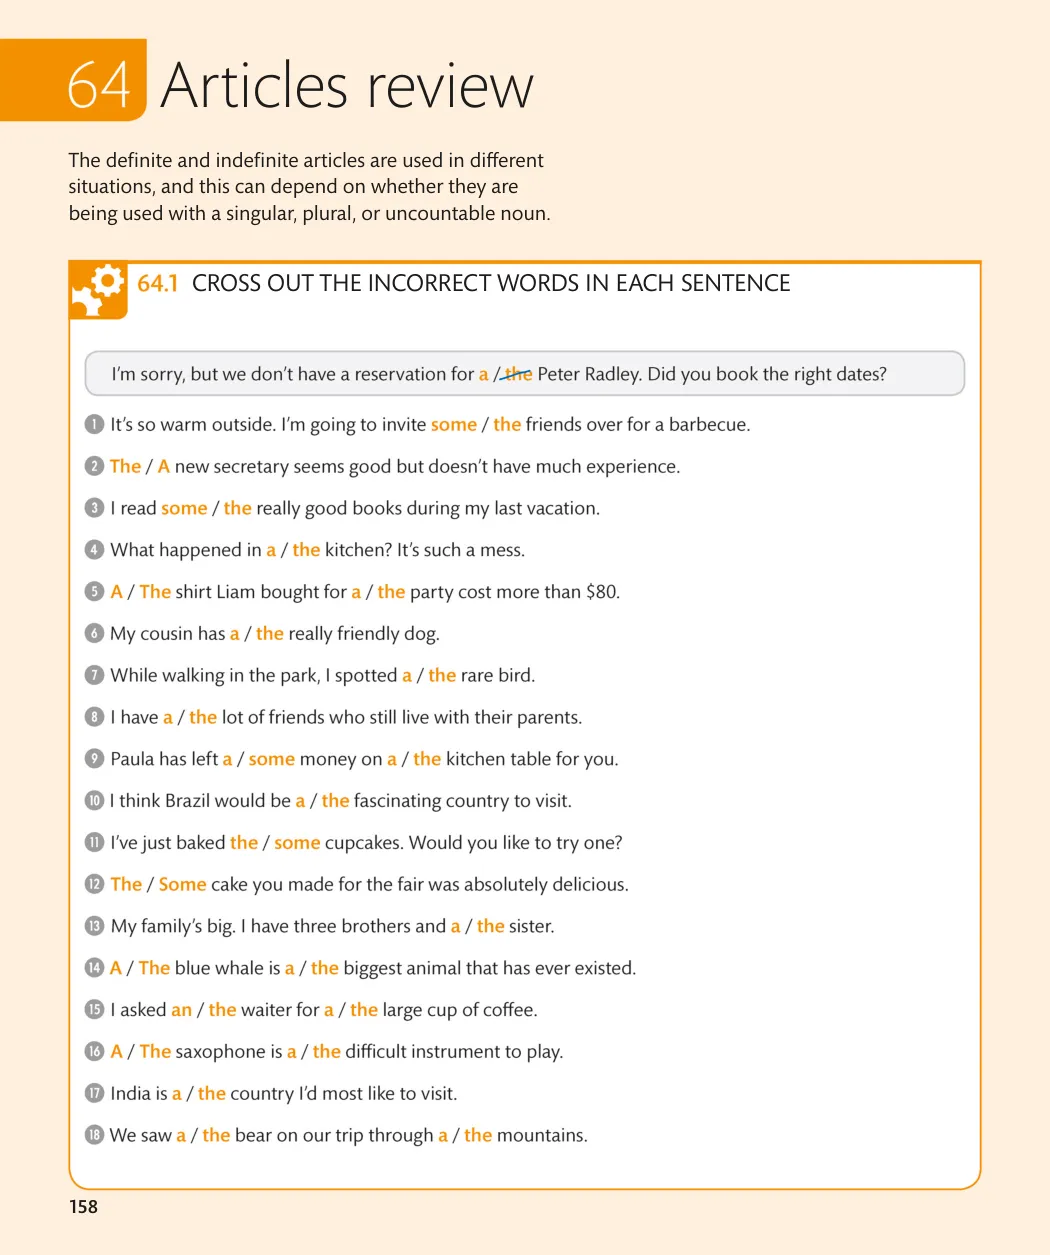 64 Articles review
The definite and indefinite articles are used in different
situations, and this can depend on whether they are
being used with a singular, plural, or uncountable noun.
64.1 CROSS OUT THE INCORRECT WORDS IN EACH SENTENCE
I’m sorry, but we don’t have a reservation for a / the Peter Radley. Did you book the right dates?
1 It’s so warm outside. I’m going to invite some / the friends over for a barbecue.
2 The / A new secretary seems good but doesn’t have much experience.
3 I read some / the really good books during my last vacation.
4 What happened in a / the kitchen? It’s such a mess.
5 A / The shirt Liam bought for a / the party cost more than $80.
6 My cousin has a / the really friendly dog.
7 While walking in the park, I spotted a / the rare bird.
8 I have a / the lot of friends who still live with their parents.
9 Paula has left a / some money on a / the kitchen table for you.
10 I think Brazil would be a / the fascinating country to visit.
11 I’ve just baked the / some cupcakes. Would you like to try one?
12 The / Some cake you made for the fair was absolutely delicious.
13 My family’s big. I have three brothers and a / the sister.
14 A / The blue whale is a / the biggest animal that has ever existed.
15 I asked an / the waiter for a / the large cup of coffee.
16 A / The saxophone is a / the difficult instrument to play.
17 India is a / the country I’d most like to visit.
18 We saw a / the bear on our trip through a / the mountains.
158